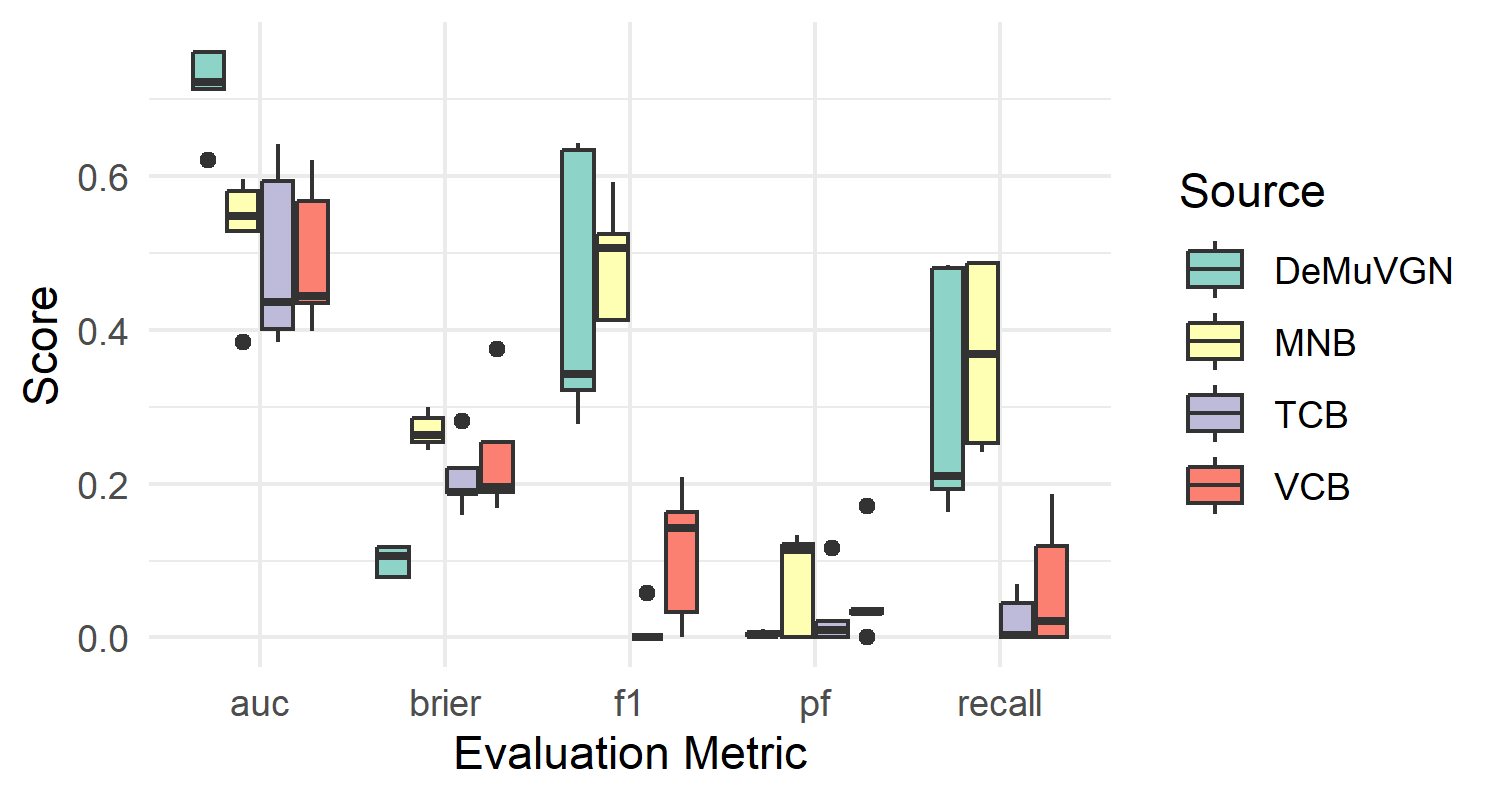 0.6
0.4
0.2
0.0
Score
auc brier f1 pf recall
Evaluation Metric
Source
DeMuVGN
MNB
TCB
VCB